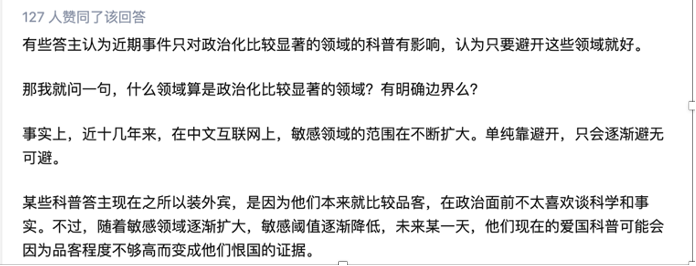 127 人赞同了该回答
有些答主认为近期事件只对政治化比较显著的领域的科普有影响，认为只要避开这些领域就好。
那我就问一句，什么领域算是政治化比较显著的领域？有明确边界么？
事实上，近十几年来，在中文互联网上，敏感领域的范围在不断扩大。单纯靠避开，只会逐渐避无
可避。
某些科普答主现在之所以装外宾，是因为他们本来就比较品客，在政治面前不太喜欢谈科学和事
实。不过，随着敏感领域逐渐扩大，敏感阈值逐渐降低，未来某一天，他们现在的爱国科普可能会
因为品客程度不够高而变成他们恨国的证据。